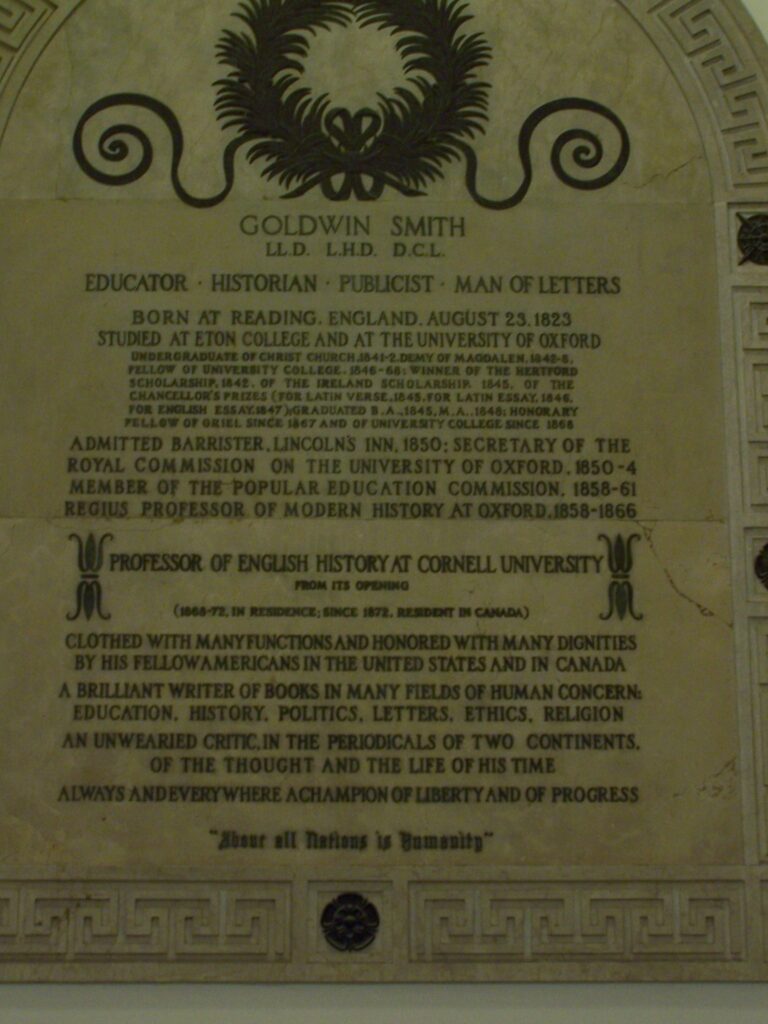 GOLDWIN SMITH
LL.D. L.H.D. D.C.L.
EDUCATOR · HISTORIAN · PUBLICIST · MAN OF LETTERS
BORN AT READING, ENGLAND, AUGUST 23, 1823
STUDIED AT ETON COLLEGE AND AT THE UNIVERSITY OF OXFORD
UNDERGRADUATE OF CHRIST CHURCH, 1841-2, DEMY OF MAGDALEN, 1842-5,
FELLOW OF UNIVERSITY COLLEGE, 1846-66: WINNER OF THE HERTFORD
SCHOLARSHIP, 1842, OF THE IRELAND SCHOLARSHIP, 1845, OF THE
CHANCELLOR'S PRIZES (FOR LATIN VERSE, 1845, FOR LATIN ESSAY, 1846,
FOR ENGLISH ESSAY, 1847); GRADUATED B.A., 1845, M.A., 1848; HONORARY
FELLOW OF ORIEL SINCE 1867 AND OF UNIVERSITY COLLEGE SINCE 1868
ADMITTED BARRISTER, LINCOLN'S INN, 1850; SECRETARY OF THE
ROYAL COMMISSION ON THE UNIVERSITY OF OXFORD, 1850-4
MEMBER OF THE POPULAR EDUCATION COMMISSION, 1858-61
REGIUS PROFESSOR OF MODERN HISTORY AT OXFORD, 1858-1866
PROFESSOR OF ENGLISH HISTORY AT CORNELL UNIVERSITY
FROM ITS OPENING
(1868-72, IN RESIDENCE; SINCE 1872, RESIDENT IN CANADA)
CLOTHED WITH MANY FUNCTIONS AND HONORED WITH MANY DIGNITIES
BY HIS FELLOW AMERICANS IN THE UNITED STATES AND IN CANADA
A BRILLIANT WRITER OF BOOKS IN MANY FIELDS OF HUMAN CONCERN:
EDUCATION, HISTORY, POLITICS, LETTERS, ETHICS, RELIGION
AN UNWEARIED CRITIC, IN THE PERIODICALS OF TWO CONTINENTS,
OF THE THOUGHT AND THE LIFE OF HIS TIME
ALWAYS AND EVERYWHERE A CHAMPION OF LIBERTY AND OF PROGRESS
"Above all Nations is Humanity"